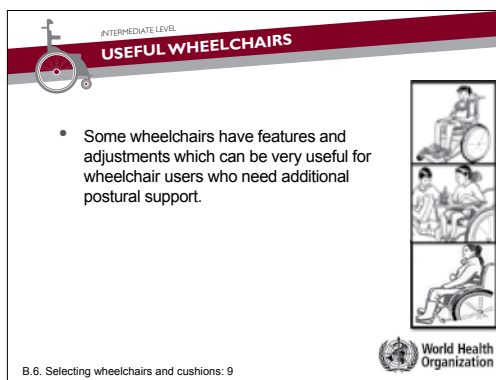 INTERMEDIATE LEVEL
USEFUL WHEELCHAIRS
• Some wheelchairs have features and
adjustments which can be very useful for
wheelchair users who need additional
postural support.
World Health
Organization
B.6. Selecting wheelchairs and cushions: 9